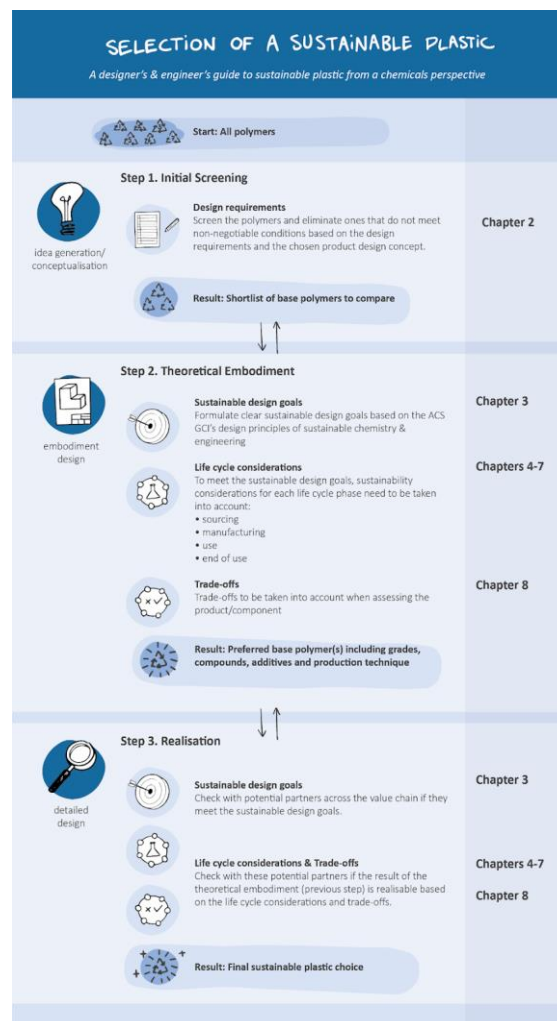 SELECTION OF A SUSTAINABLE PLASTIC
A designer's & engineer's guide to sustainable plastic from a chemicals perspective
Start: All polymers
Step 1. Initial Screening
idea generation/
conceptualisation
Design requirements
Screen the polymers and eliminate ones that do not meet
non-negotiable conditions based on the design
requirements and the chosen product design concept.
Chapter 2
Result: Shortlist of base polymers to compare
Step 2. Theoretical Embodiment
embodiment
design
Sustainable design goals
Formulate clear sustainable design goals based on the ACS
GCI's design principles of sustainable chemistry &
engineering
Chapter 3
Life cycle considerations
To meet the sustainable design goals, sustainability
considerations for each life cycle phase need to be taken
into account:
• sourcing
• manufacturing
• use
• end of use
Chapters 4-7
Trade-offs
Trade-offs to be taken into account when assessing the
product/component
Chapter 8
Result: Preferred base polymer(s) including grades,
compounds, additives and production technique
Step 3. Realisation
detailed
design
Sustainable design goals
Check with potential partners across the value chain if they
meet the sustainable design goals.
Chapter 3
Life cycle considerations & Trade-offs
Check with these potential partners if the result of the
theoretical embodiment (previous step) is realisable based
on the life cycle considerations and trade-offs.
Chapters 4-7
Chapter 8
Result: Final sustainable plastic choice